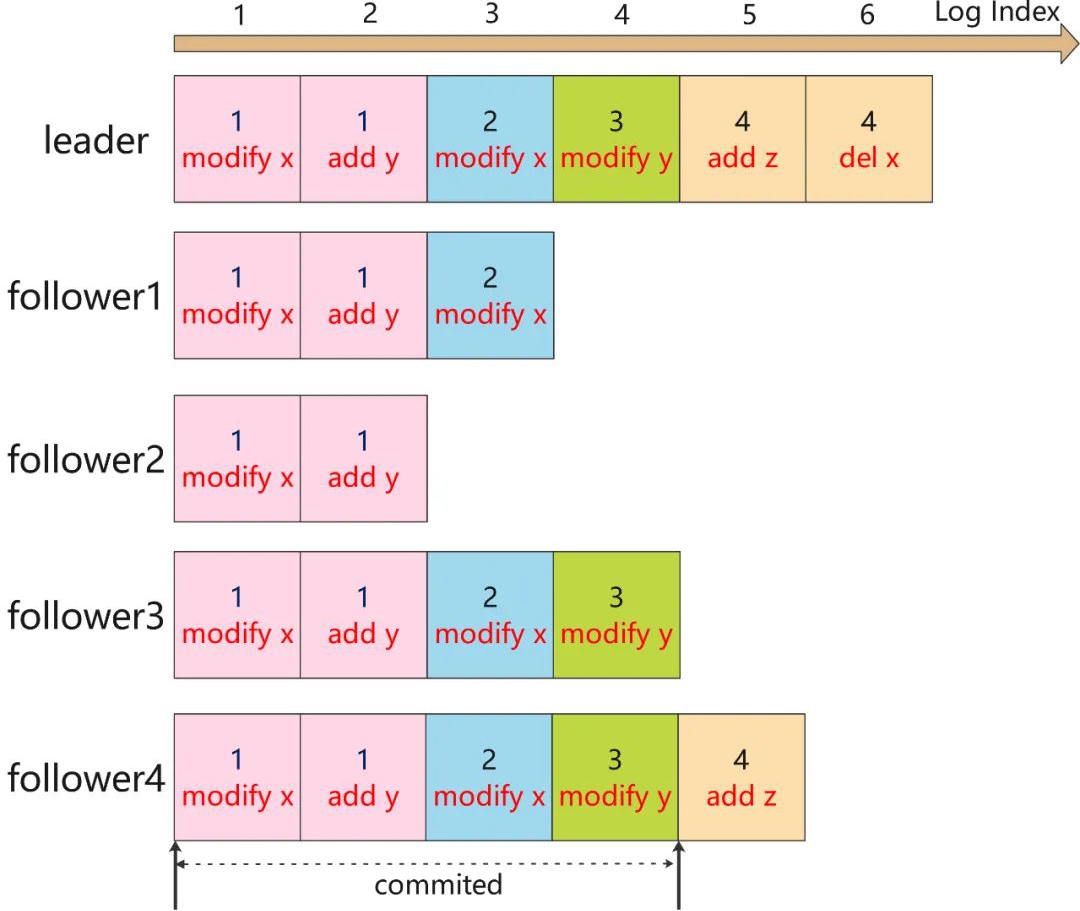 1 2 3 4 5 6 Log Index
leader
1 1 2 3 4 4
modify x add y modify x modify y add z del x
follower1
1 1 2
modify x add y modify x
follower2
1 1
modify x add y
follower3
1 1 2 3
modify x add y modify x modify y
follower4
1 1 2 3 4
modify x add y modify x modify y add z
commited